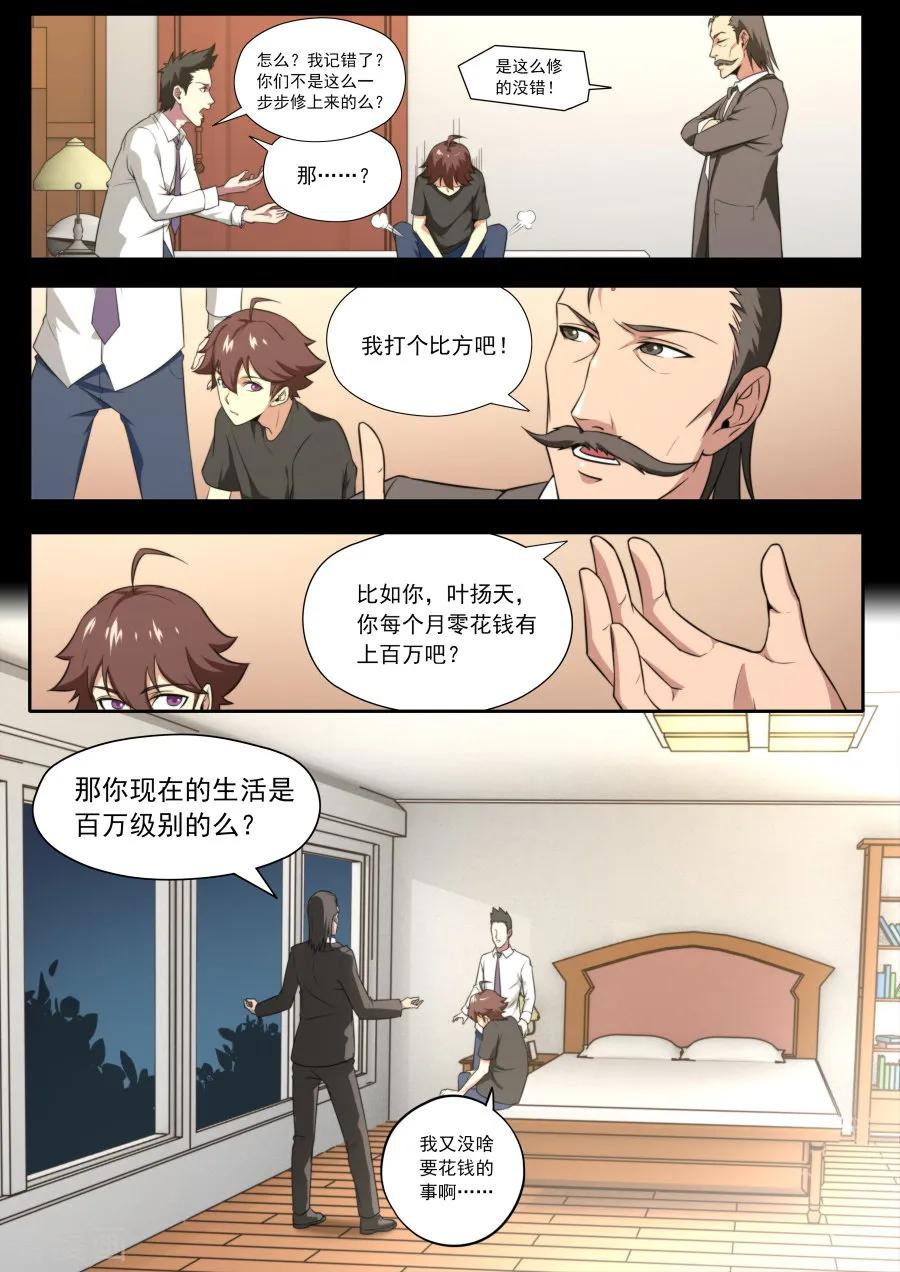 怎么？我记错了？
你们不是这么一
步步修上来的么？
那……？
是这么修
的没错！
我打个比方吧！
比如你，叶扬天，
你每个月零花钱有
上百万吧？
那你现在的生活是
百万级别的么？
我又没啥
要花钱的
事啊……